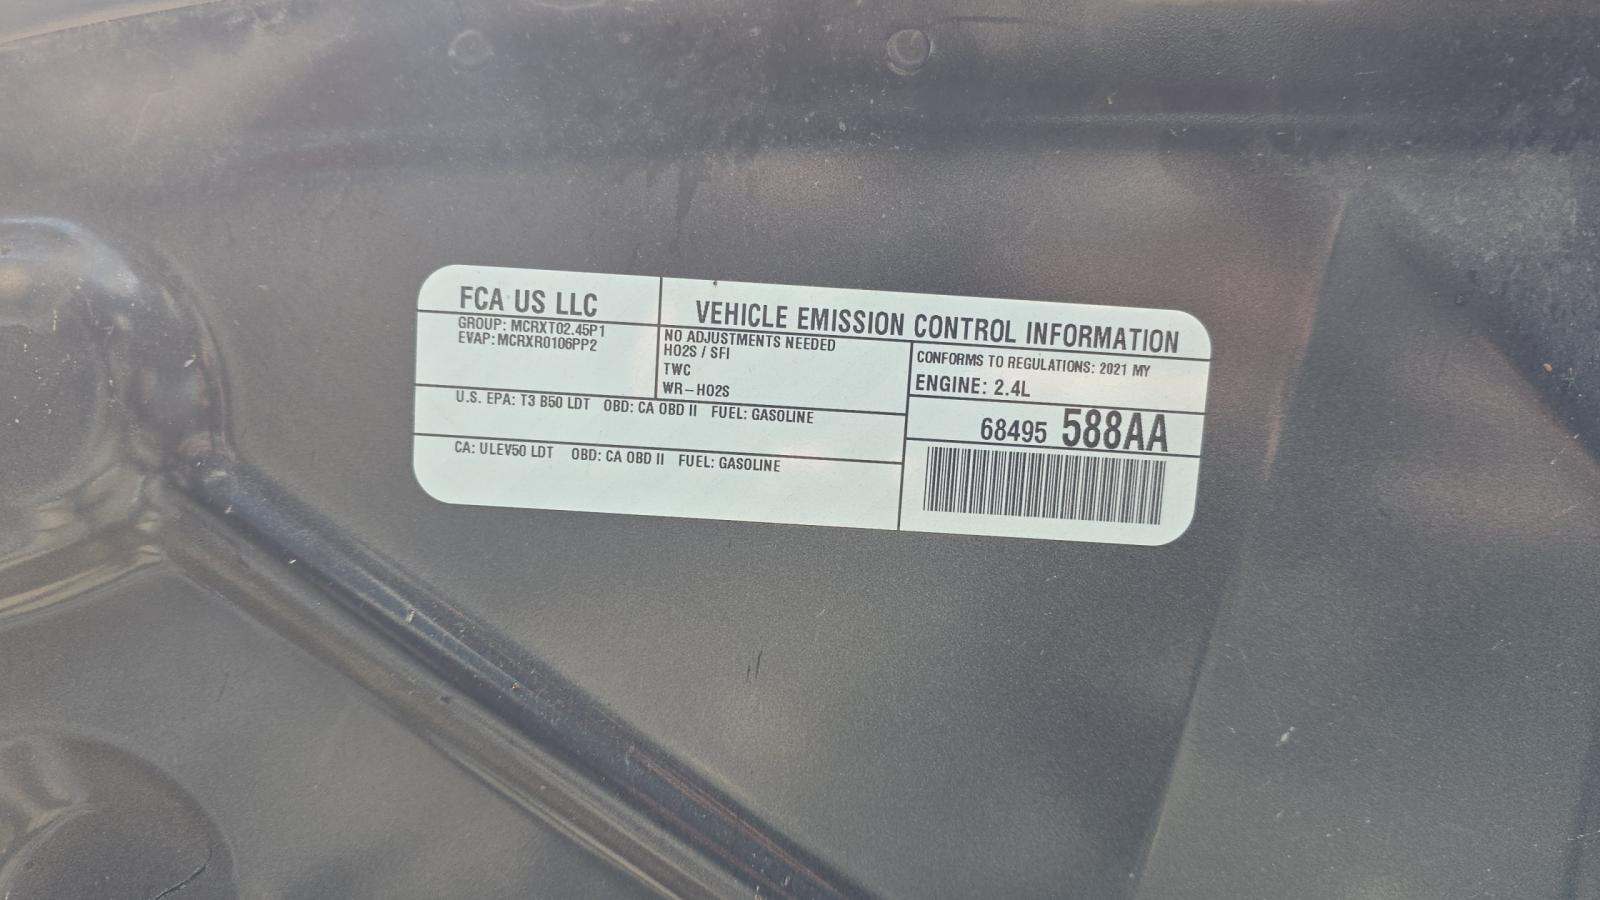 FCA US LLC
GROUP: MCRXT02.45P1
EVAP: MCRXR0106PP2
VEHICLE EMISSION CONTROL INFORMATION
NO ADJUSTMENTS NEEDED
HO2S / SFI
TWC
WR-HO2S
CONFORMS TO REGULATIONS: 2021 MY
ENGINE: 2.4L
U.S. EPA: T3 B50 LDT OBD: CA OBD II FUEL: GASOLINE
68495 588AA
CA: ULEV50 LDT OBD: CA OBD II FUEL: GASOLINE